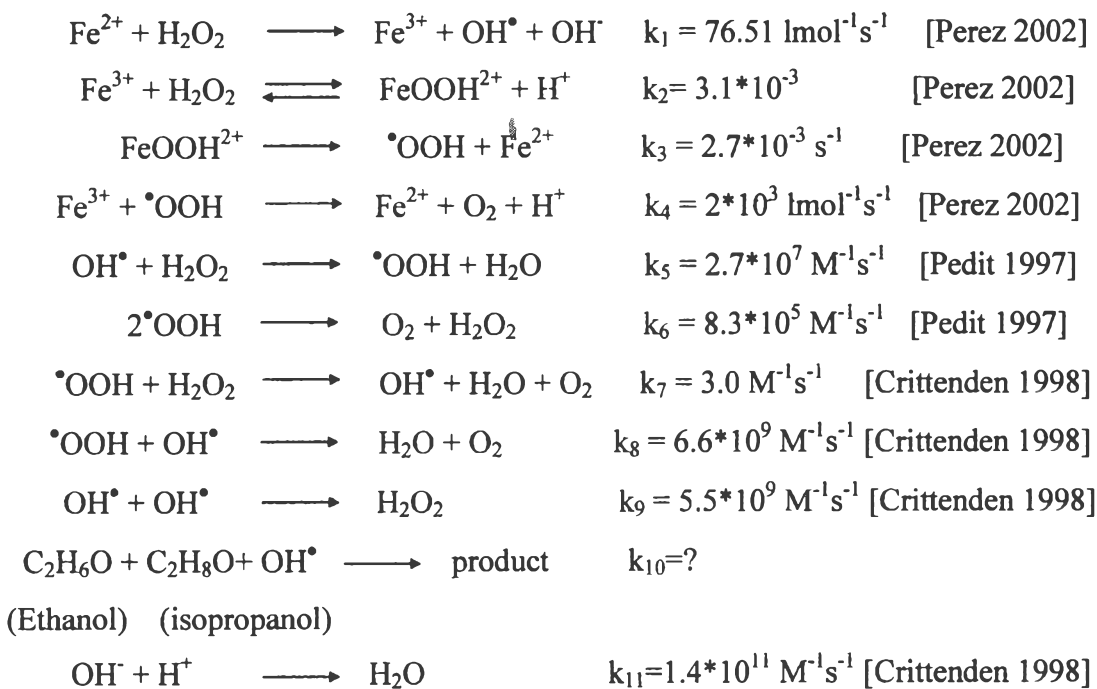 Fe²⁺ + H₂O₂ ⟶ Fe³⁺ + OH• + OH⁻ k₁ = 76.51 lmol⁻¹s⁻¹ [Perez 2002]
Fe³⁺ + H₂O₂ ⇌ FeOOH²⁺ + H⁺ k₂= 3.1*10⁻³ [Perez 2002]
FeOOH²⁺ ⟶ •OOH + Fe²⁺ k₃ = 2.7*10⁻³ s⁻¹ [Perez 2002]
Fe³⁺ + •OOH ⟶ Fe²⁺ + O₂ + H⁺ k₄ = 2*10³ lmol⁻¹s⁻¹ [Perez 2002]
OH• + H₂O₂ ⟶ •OOH + H₂O k₅ = 2.7*10⁷ M⁻¹s⁻¹ [Pedit 1997]
2•OOH ⟶ O₂ + H₂O₂ k₆ = 8.3*10⁵ M⁻¹s⁻¹ [Pedit 1997]
•OOH + H₂O₂ ⟶ OH• + H₂O + O₂ k₇ = 3.0 M⁻¹s⁻¹ [Crittenden 1998]
•OOH + OH• ⟶ H₂O + O₂ k₈ = 6.6*10⁹ M⁻¹s⁻¹ [Crittenden 1998]
OH• + OH• ⟶ H₂O₂ k₉ = 5.5*10⁹ M⁻¹s⁻¹ [Crittenden 1998]
C₂H₆O + C₂H₈O+ OH• ⟶ product k₁₀=?
(Ethanol) (isopropanol)
OH⁻ + H⁺ ⟶ H₂O k₁₁=1.4*10¹¹ M⁻¹s⁻¹ [Crittenden 1998]